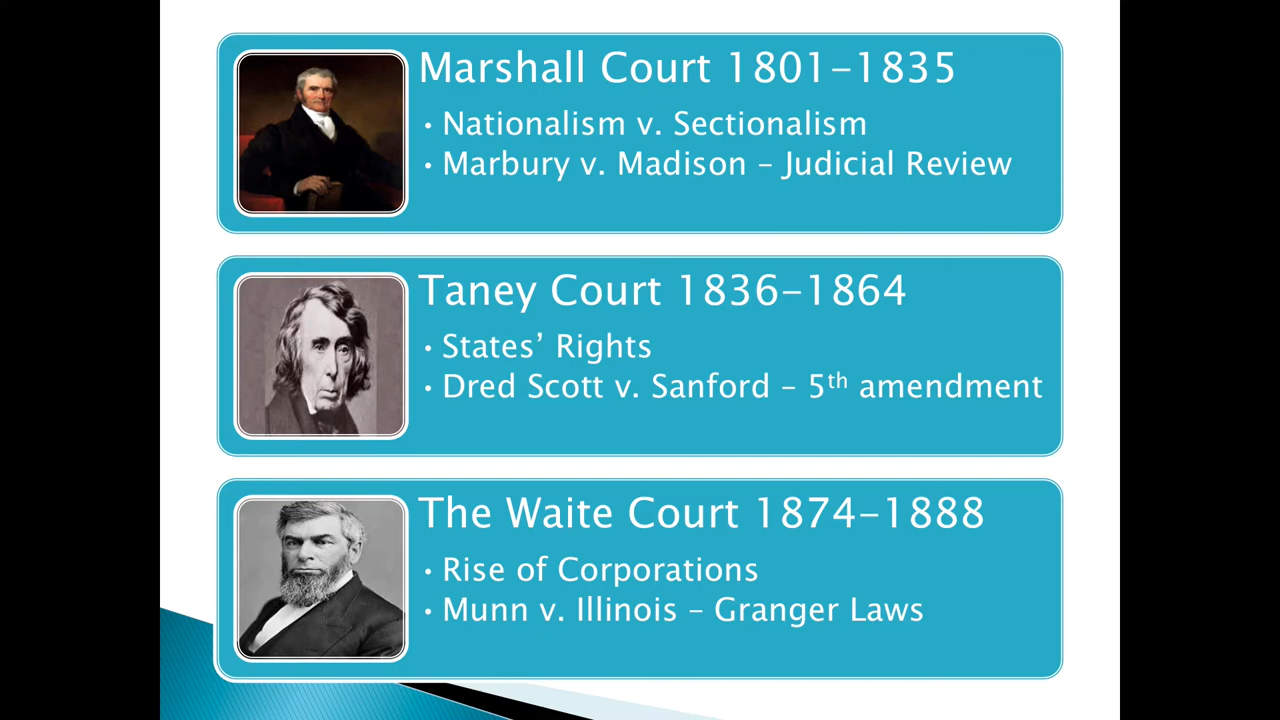 Marshall Court 1801–1835
• Nationalism v. Sectionalism
• Marbury v. Madison – Judicial Review
Taney Court 1836–1864
• States’ Rights
• Dred Scott v. Sanford – 5th amendment
The Waite Court 1874–1888
• Rise of Corporations
• Munn v. Illinois – Granger Laws